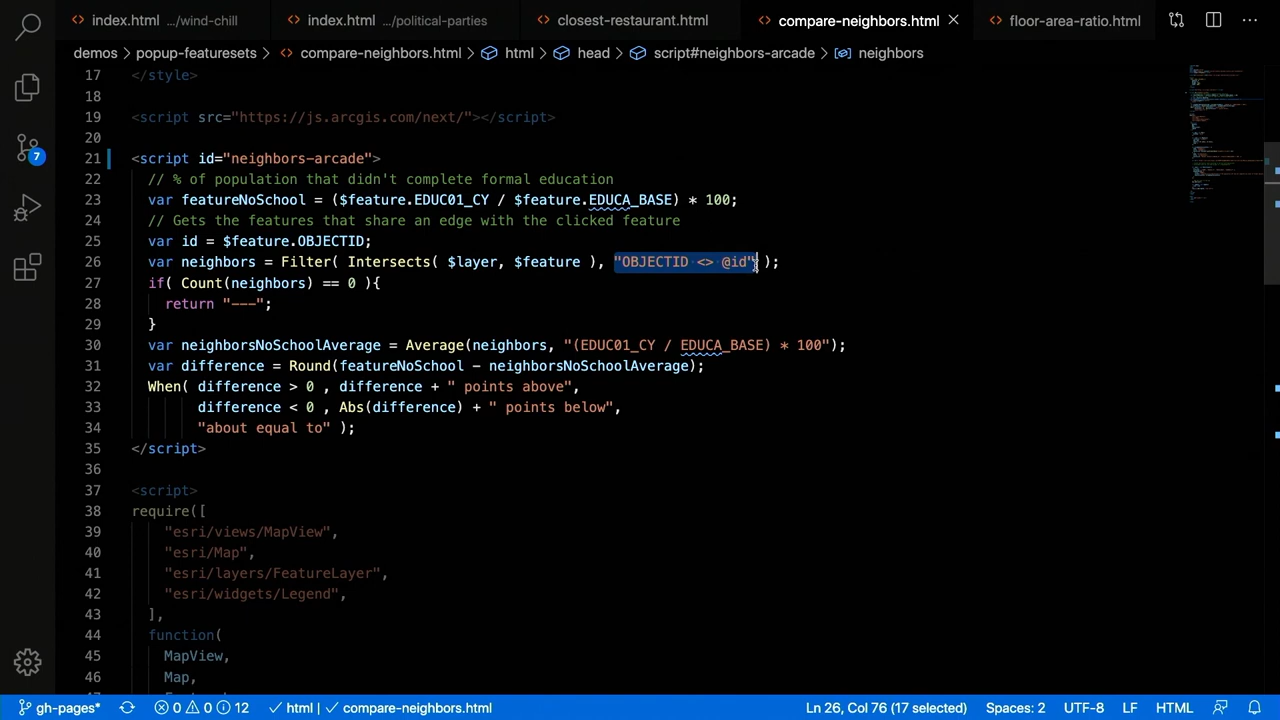 index.html .../wind-chill
index.html .../political-parties
closest-restaurant.html
compare-neighbors.html
floor-area-ratio.html
demos > popup-featuresets > compare-neighbors.html > html > head > script#neighbors-arcade > neighbors
17 </style>
18
19 <script src="https://js.arcgis.com/next/"></script>
20
21 <script id="neighbors-arcade">
22 // % of population that didn't complete formal education
23 var featureNoSchool = ($feature.EDUC01_CY / $feature.EDUCA_BASE) * 100;
24 // Gets the features that share an edge with the clicked feature
25 var id = $feature.OBJECTID;
26 var neighbors = Filter( Intersects( $layer, $feature ), "OBJECTID <> @id" );
27 if( Count(neighbors) == 0 ){
28 return "---";
29 }
30 var neighborsNoSchoolAverage = Average(neighbors, "(EDUC01_CY / EDUCA_BASE) * 100");
31 var difference = Round(featureNoSchool - neighborsNoSchoolAverage);
32 When( difference > 0 , difference + " points above",
33 difference < 0 , Abs(difference) + " points below",
34 "about equal to" );
35 </script>
36
37 <script>
38 require([
39 "esri/views/MapView",
40 "esri/Map",
41 "esri/layers/FeatureLayer",
42 "esri/widgets/Legend",
43 ],
44 function(
45 MapView,
46 Map,
7
gh-pages* 0 0 12 html compare-neighbors.html Ln 26, Col 76 (17 selected) Spaces: 2 UTF-8 LF HTML